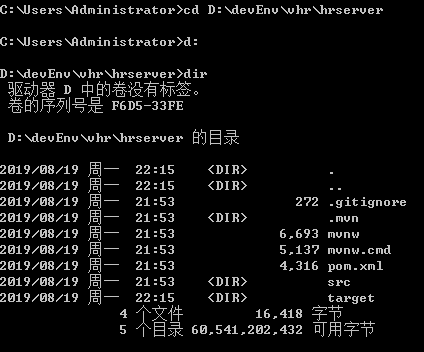 C:\Users\Administrator>cd D:\devEnv\vhr\hrserver
C:\Users\Administrator>d:
D:\devEnv\vhr\hrserver>dir
驱动器 D 中的卷没有标签。
卷的序列号是 F6D5-33FE
D:\devEnv\vhr\hrserver 的目录
2019/08/19 周一  22:15    <DIR>          .
2019/08/19 周一  22:15    <DIR>          ..
2019/08/19 周一  21:53               272 .gitignore
2019/08/19 周一  21:53    <DIR>          .mvn
2019/08/19 周一  21:53             6,693 mvnw
2019/08/19 周一  21:53             5,137 mvnw.cmd
2019/08/19 周一  21:53             4,316 pom.xml
2019/08/19 周一  21:53    <DIR>          src
2019/08/19 周一  22:15    <DIR>          target
4 个文件         16,418 字节
5 个目录 60,541,202,432 可用字节